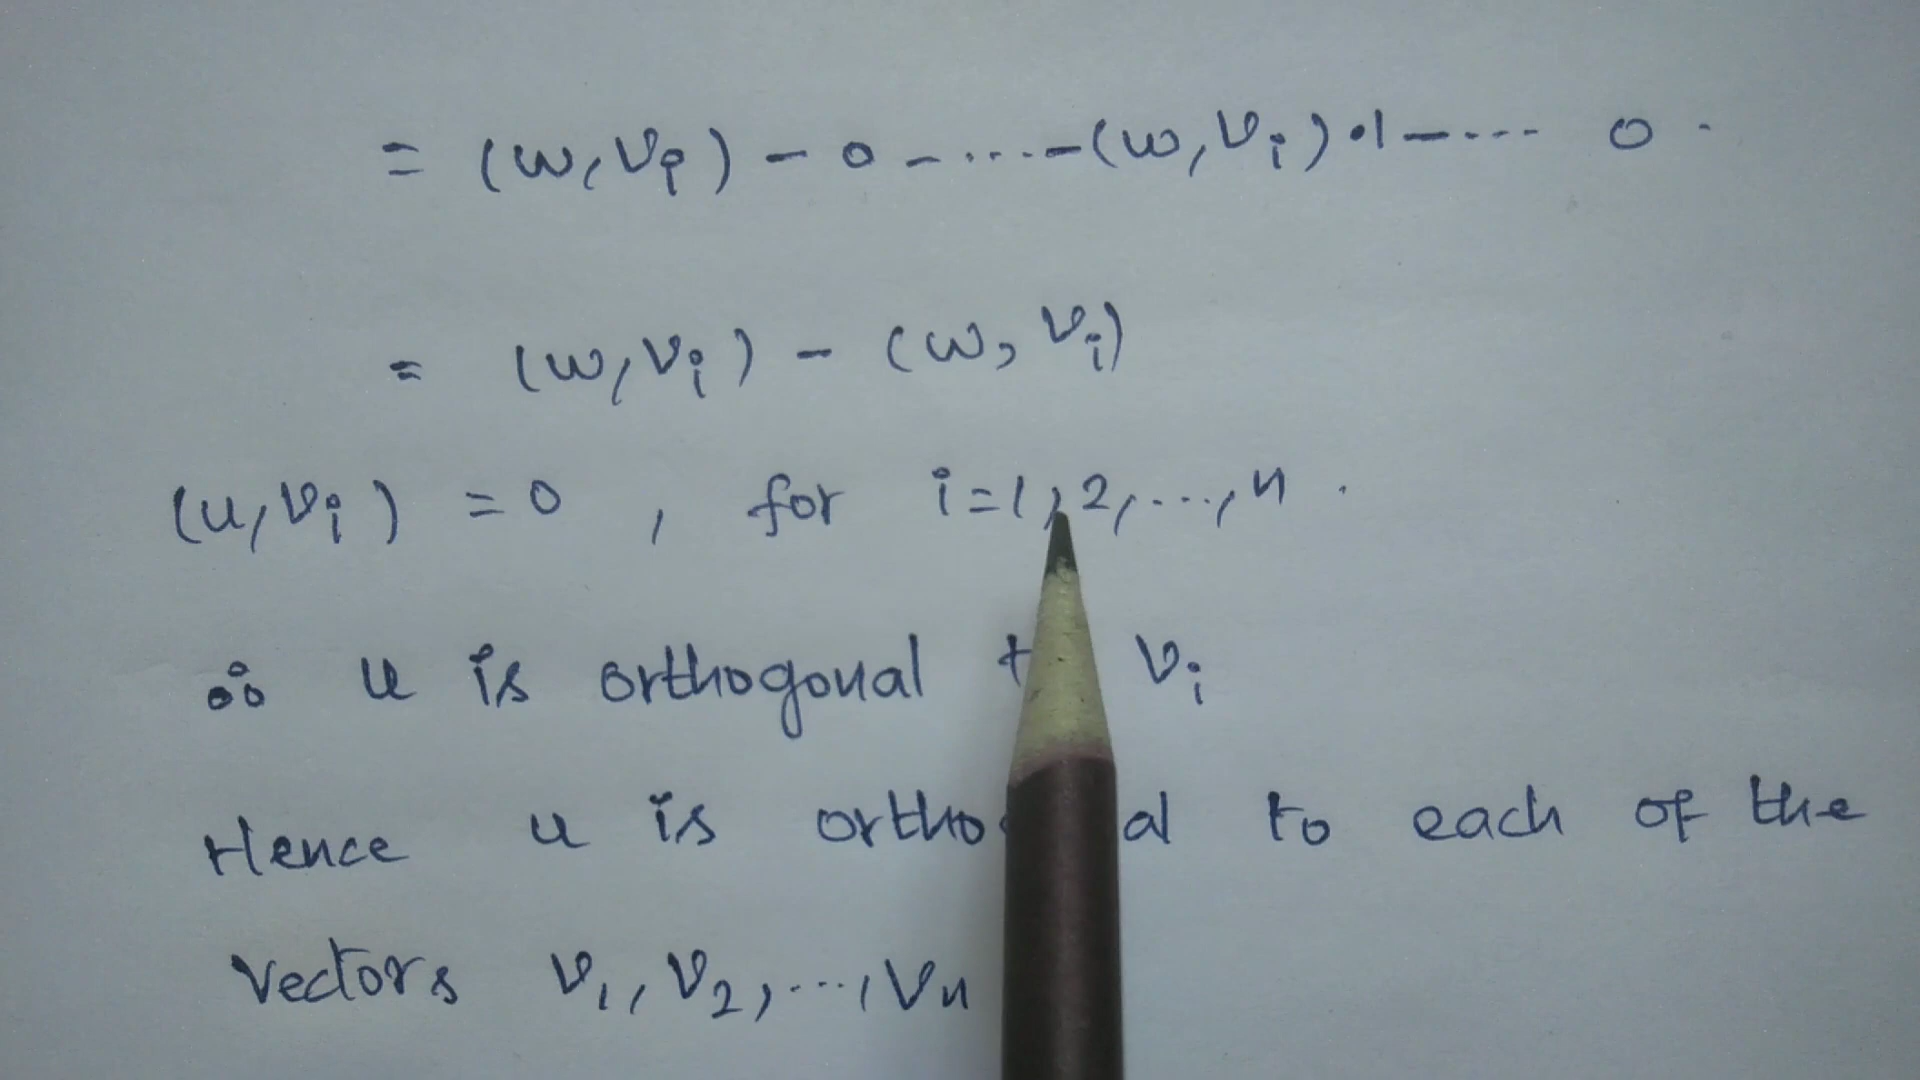 = (w, vi) - 0 - .... - (w, vi) • 1 - .... 0 .
= (w, vi) - (w, vi)
(u, vi) = 0 , for i = 1, 2, ..., n .
∴ u is orthogonal vi
Hence u is to each of the
vectors v1, v2, ..., vn